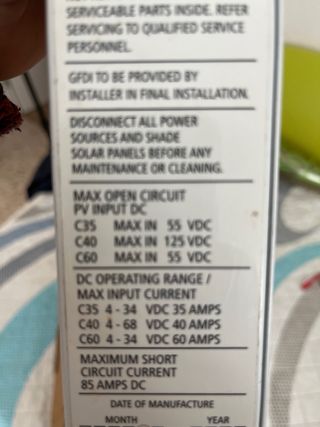 SERVICEABLE PARTS INSIDE. REFER
SERVICING TO QUALIFIED SERVICE
PERSONNEL.
GFDI TO BE PROVIDED BY
INSTALLER IN FINAL INSTALLATION.
DISCONNECT ALL POWER
SOURCES AND SHADE
SOLAR PANELS BEFORE ANY
MAINTENANCE OR CLEANING.
MAX OPEN CIRCUIT
PV INPUT DC
C35 MAX IN 55 VDC
C40 MAX IN 125 VDC
C60 MAX IN 55 VDC
DC OPERATING RANGE /
MAX INPUT CURRENT
C35 4 - 34 VDC 35 AMPS
C40 4 - 68 VDC 40 AMPS
C60 4 - 34 VDC 60 AMPS
MAXIMUM SHORT
CIRCUIT CURRENT
85 AMPS DC
DATE OF MANUFACTURE
MONTH YEAR